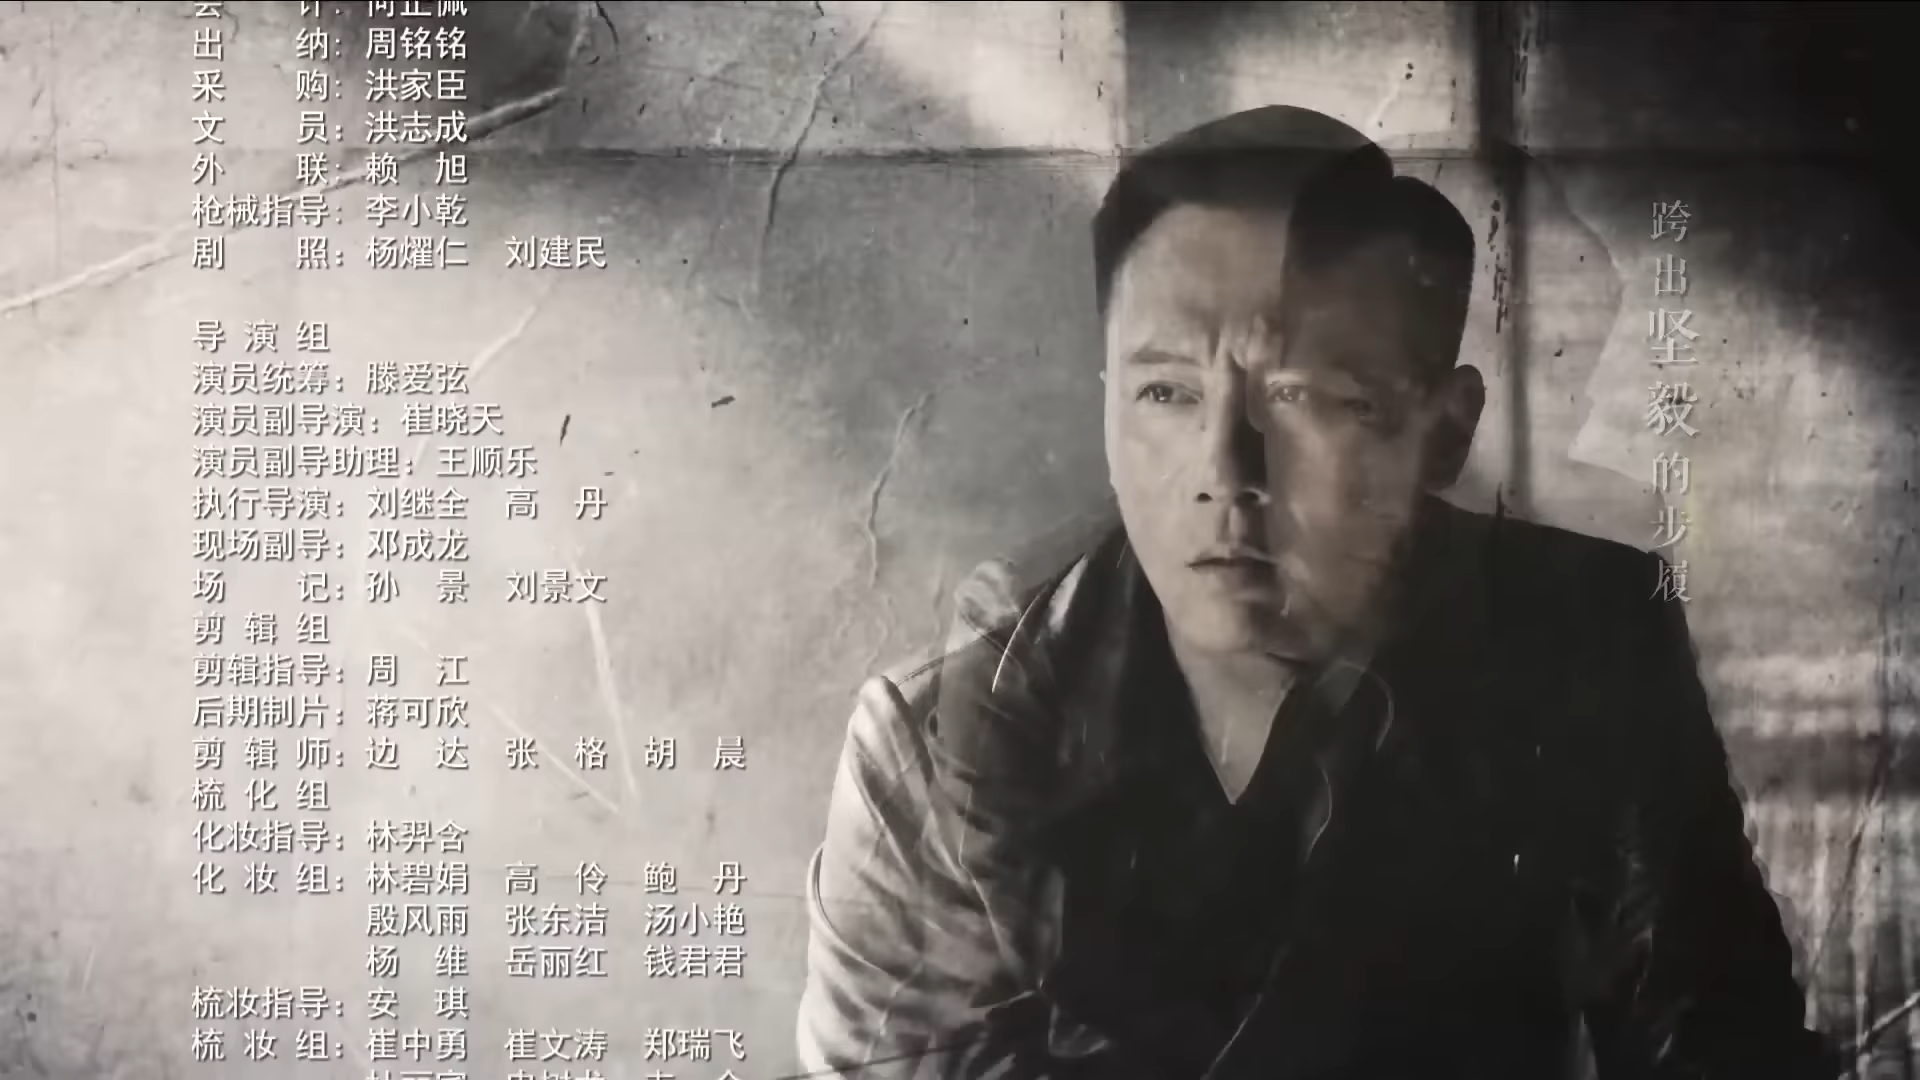 出 纳：周铭铭
采 购：洪家臣
文 员：洪志成
外 联：赖 旭
枪械指导：李小乾
剧 照：杨燿仁 刘建民
导 演 组
演员统筹：滕爱弦
演员副导演：崔晓天
演员副导助理：王顺乐
执行导演：刘继全 高 丹
现场副导：邓成龙
场 记：孙 景 刘景文
剪 辑 组
剪辑指导：周 江
后期制片：蒋可欣
剪 辑 师：边 达 张 格 胡 晨
梳 化 组
化妆指导：林羿含
化 妆 组：林碧娟 高 伶 鲍 丹
殷风雨 张东洁 汤小艳
杨 维 岳丽红 钱君君
梳妆指导：安 琪
梳 妆 组：崔中勇 崔文涛 郑瑞飞
跨出坚毅的步履